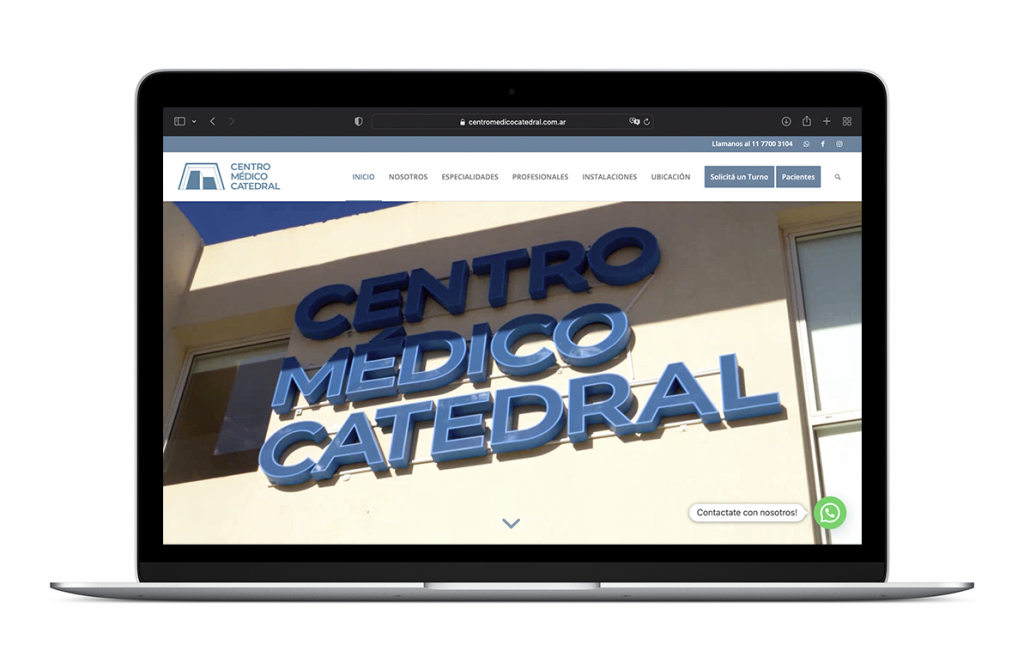 centromedicocatedral.com.ar
Llamanos al 11 7700 3104
CENTRO
MÉDICO
CATEDRAL
INICIO NOSOTROS ESPECIALIDADES PROFESIONALES INSTALACIONES UBICACIÓN Solicitá un Turno Pacientes
CENTRO
MÉDICO
CATEDRAL
Contactate con nosotros!